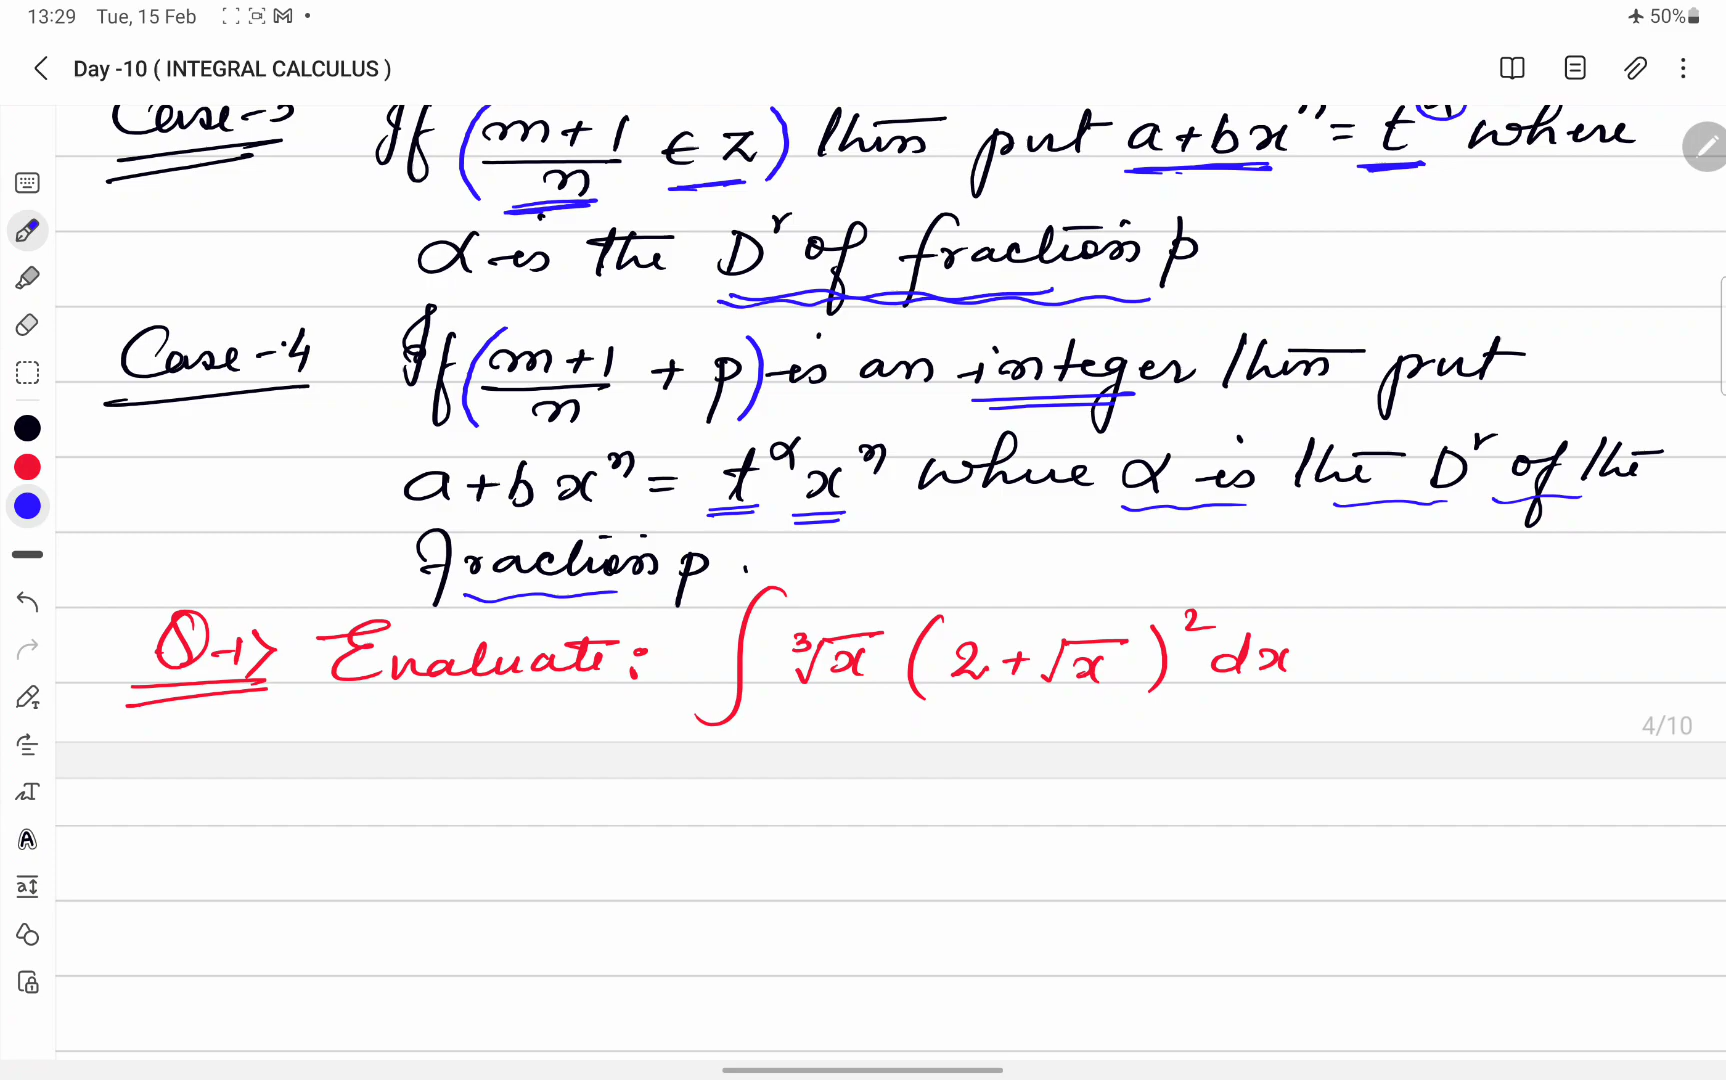 13:29 Tue, 15 Feb 50%
Day -10 ( INTEGRAL CALCULUS )
Case-3 If (m+1/n ∈ z) then put a+bxⁿ = t^α where
α is the Dʳ of fraction p
Case-4 If (m+1/n + p) is an integer then put
a+bxⁿ = t^α xⁿ where α is the Dʳ of the
Fraction p.
Q-1> Evaluate: ∫ ∛x (2+√x)² dx
4/10